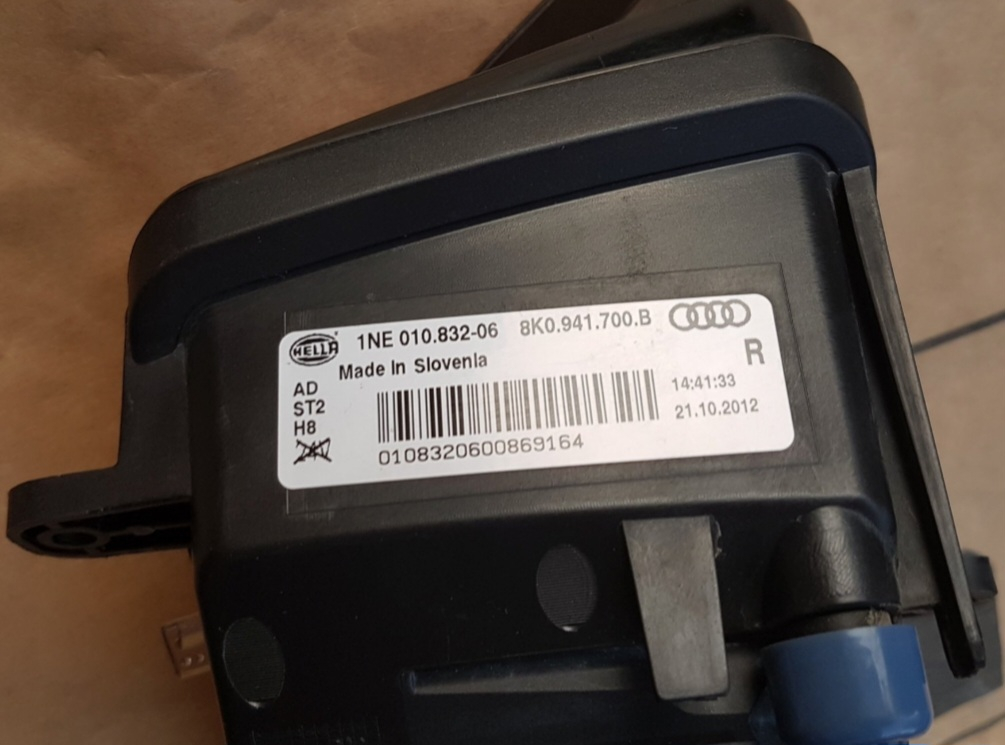 HELLA 1NE 010.832-06 8K0.941.700.B
Made In Slovenia R
AD 14:41:33
ST2 21.10.2012
H8
0108320600869164